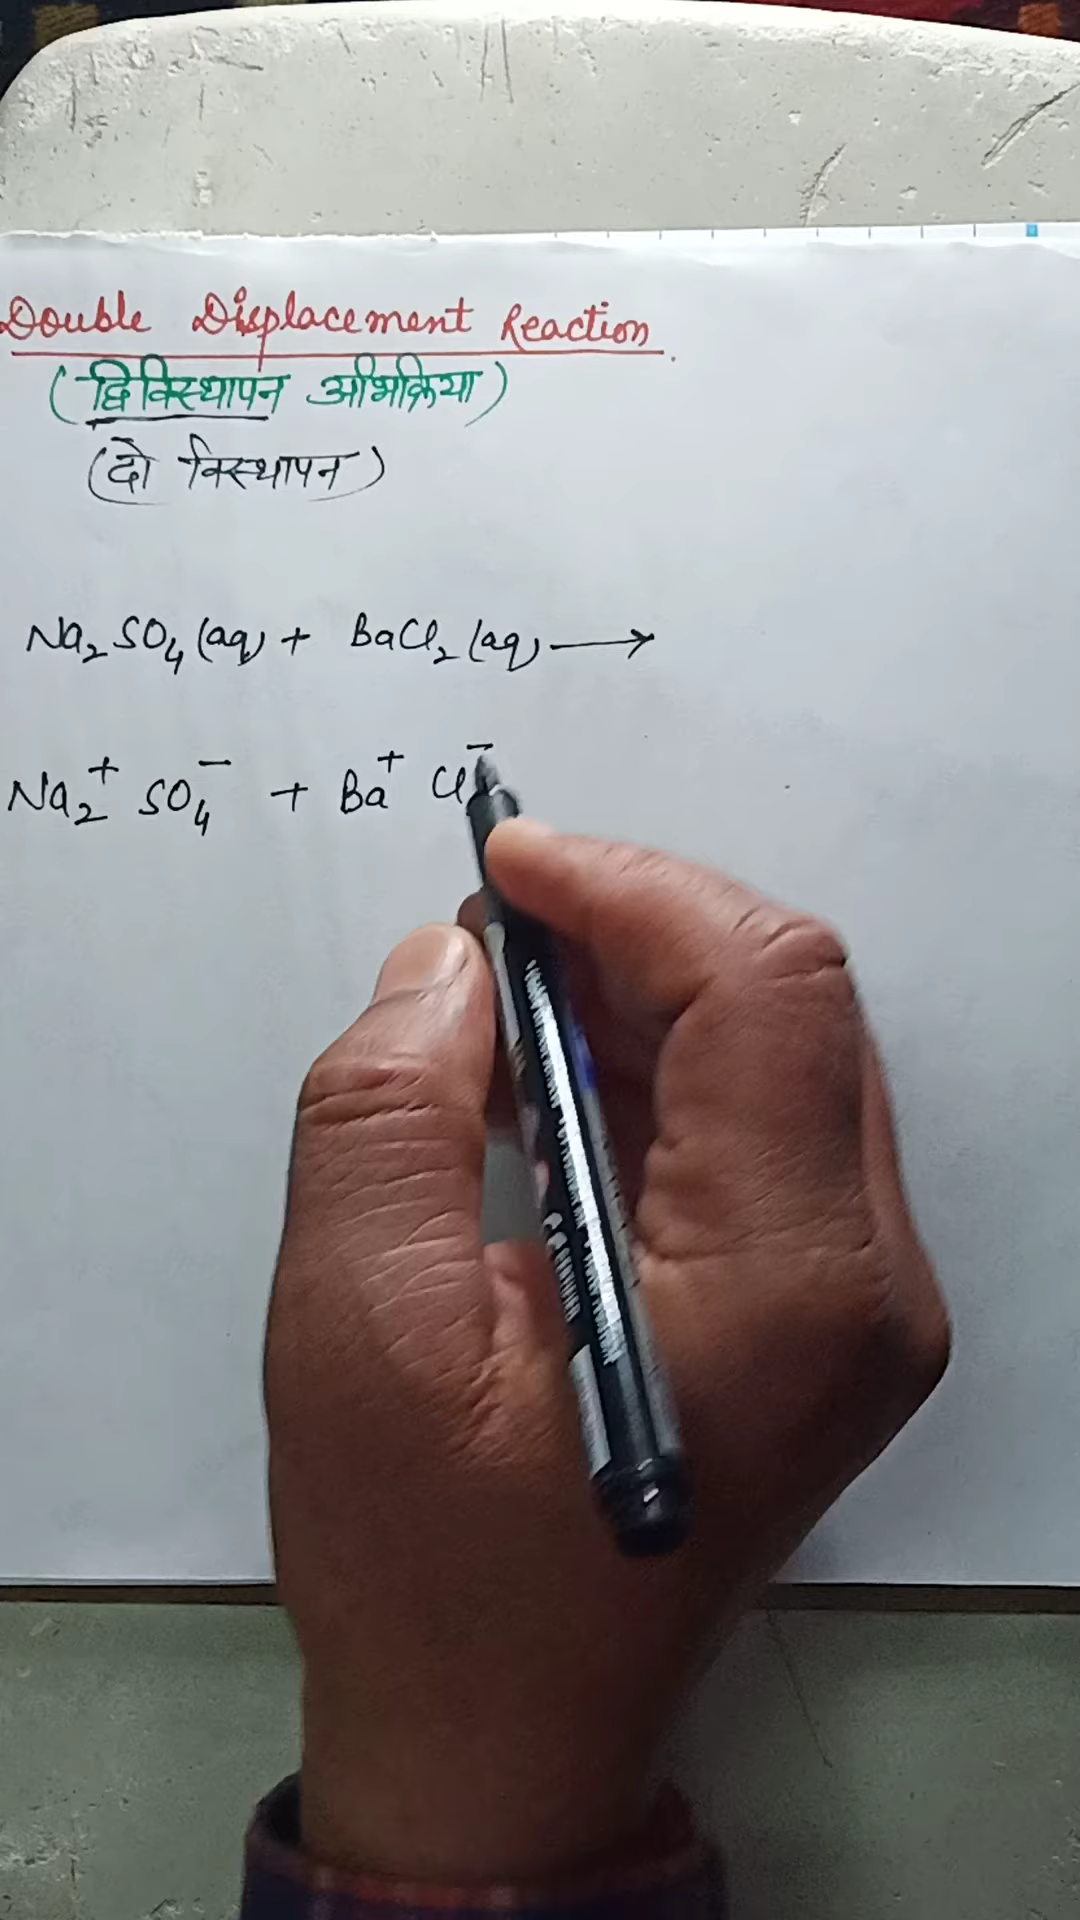 Double Displacement Reaction.
(द्विविस्थापन अभिक्रिया)
(दो विस्थापन)
Na₂SO₄(aq) + BaCl₂(aq) ⟶
Na₂⁺ SO₄⁻ + Ba⁺ Cl⁻